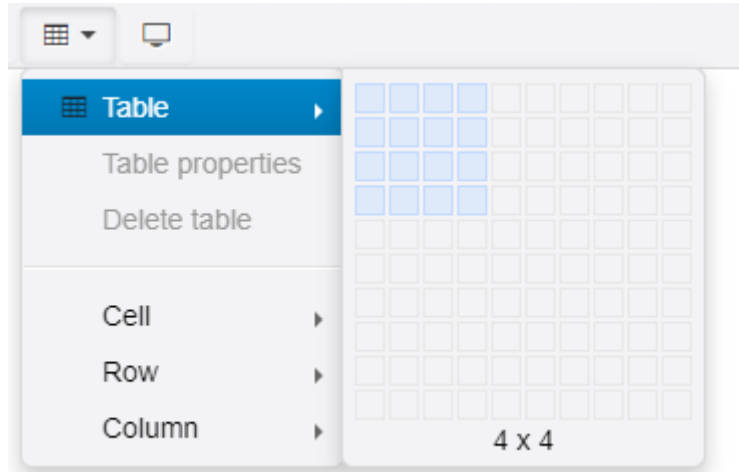 Table
Table properties
Delete table
Cell
Row
Column
4 x 4